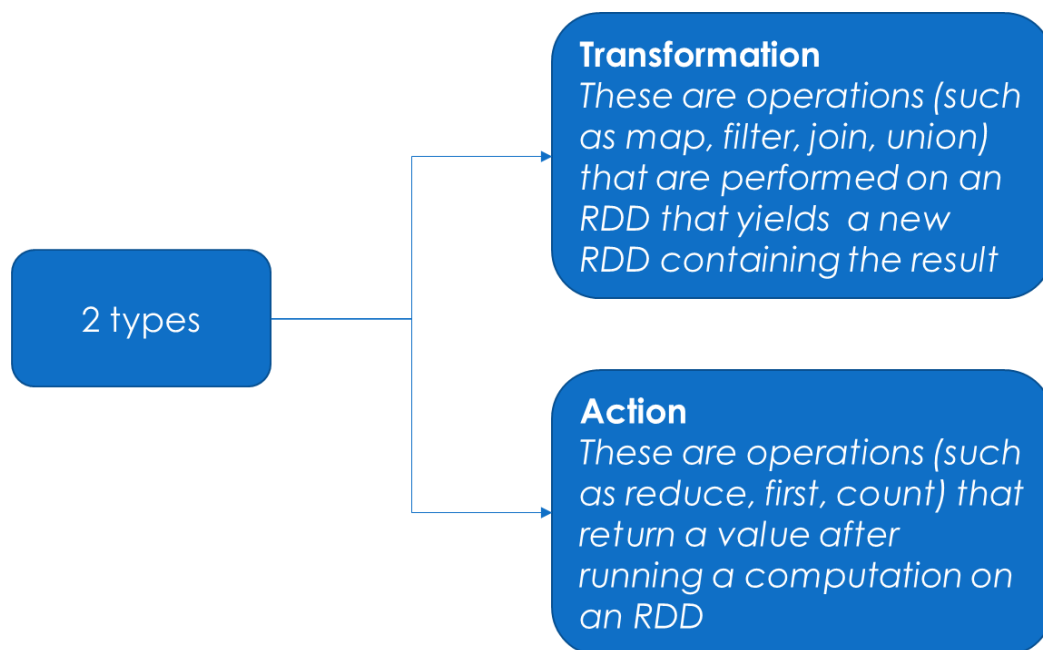 Transformation
These are operations (such
as map, filter, join, union)
that are performed on an
RDD that yields  a new
RDD containing the result
2 types
Action
These are operations (such
as reduce, first, count) that
return a value after
running a computation on
an RDD